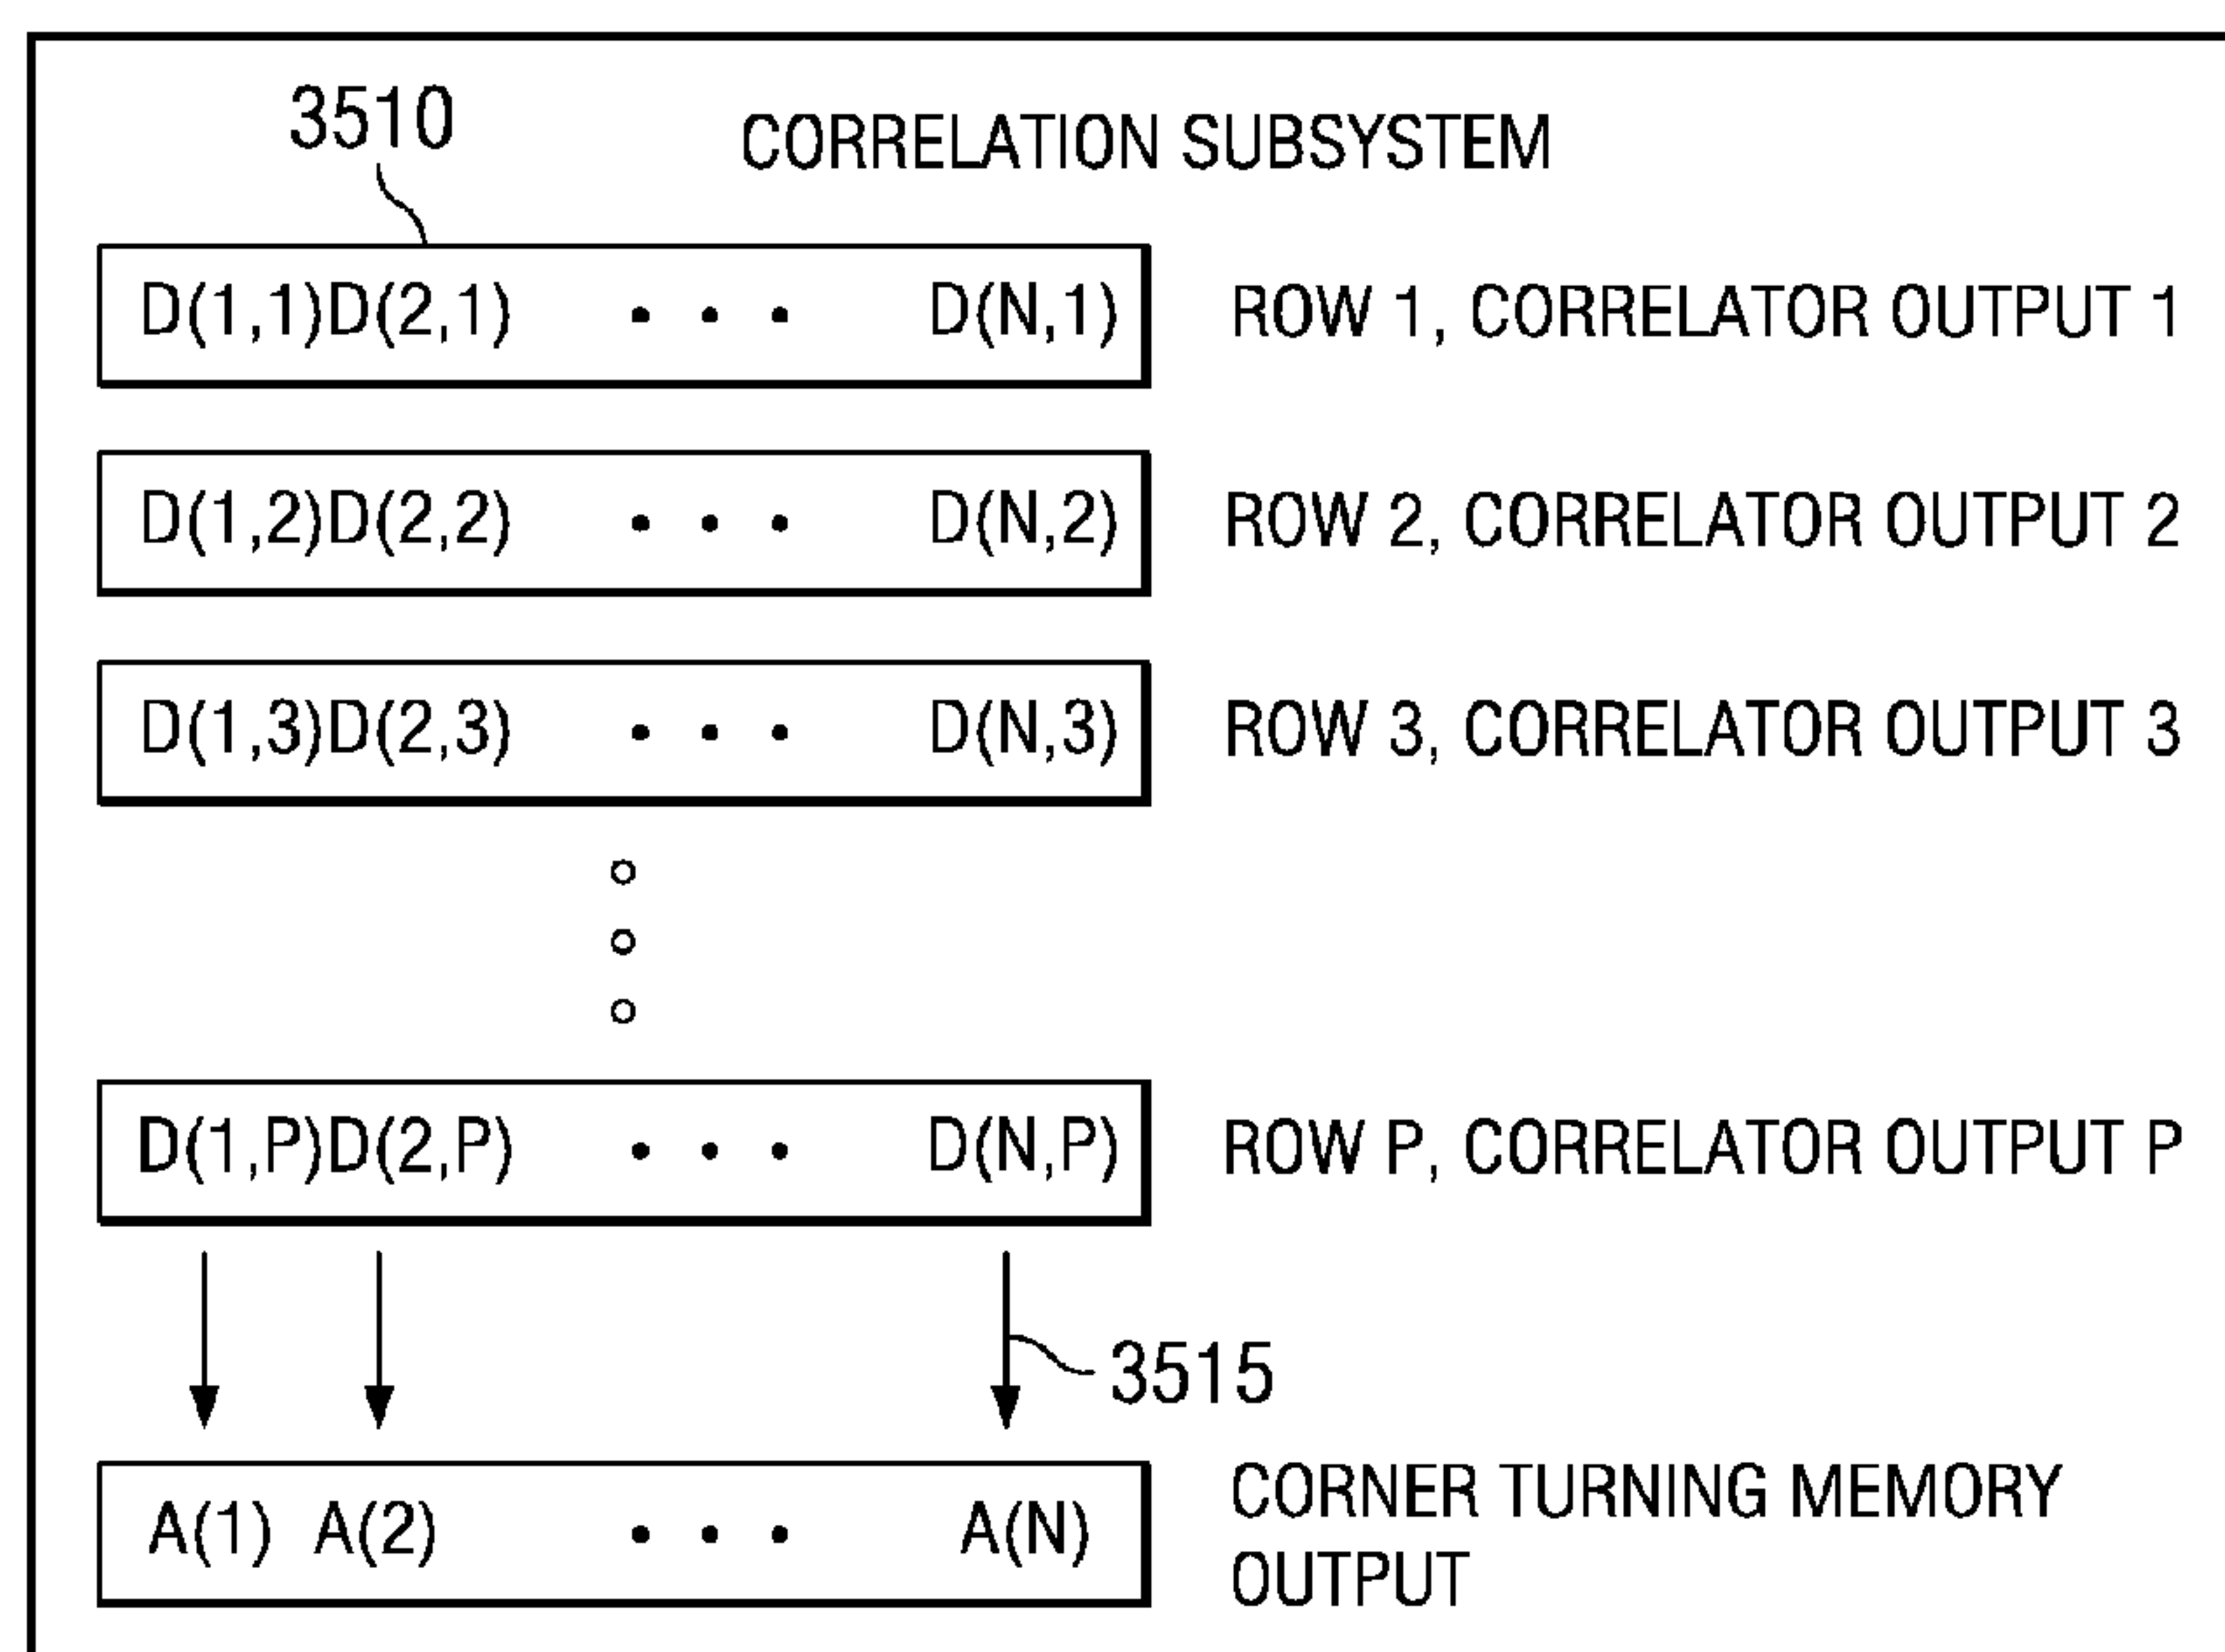 3510
CORRELATION SUBSYSTEM
D(1,1)D(2,1) • • • D(N,1) ROW 1, CORRELATOR OUTPUT 1
D(1,2)D(2,2) • • • D(N,2) ROW 2, CORRELATOR OUTPUT 2
D(1,3)D(2,3) • • • D(N,3) ROW 3, CORRELATOR OUTPUT 3
D(1,P)D(2,P) • • • D(N,P) ROW P, CORRELATOR OUTPUT P
3515
A(1) A(2) • • • A(N) CORNER TURNING MEMORY
OUTPUT